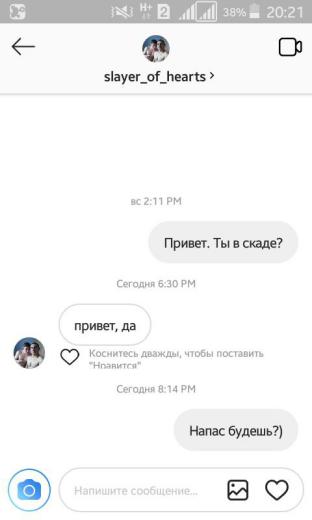 H+ 2 38% 20:21
slayer_of_hearts >
вс 2:11 PM
Привет. Ты в скаде?
Сегодня 6:30 PM
привет, да
Коснитесь дважды, чтобы поставить
"Нравится"
Сегодня 8:14 PM
Напас будешь?)
Напишите сообщение...